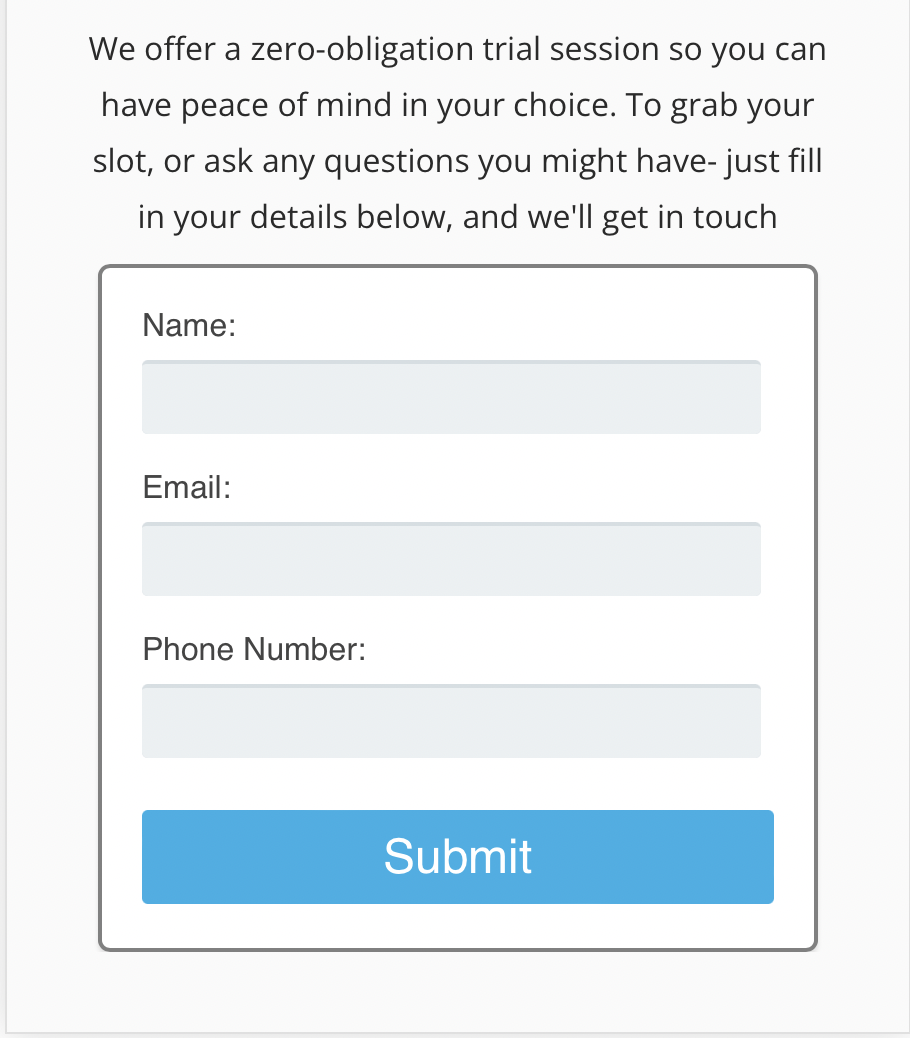 We offer a zero-obligation trial session so you can
have peace of mind in your choice. To grab your
slot, or ask any questions you might have- just fill
in your details below, and we'll get in touch
Name:
Email:
Phone Number:
Submit